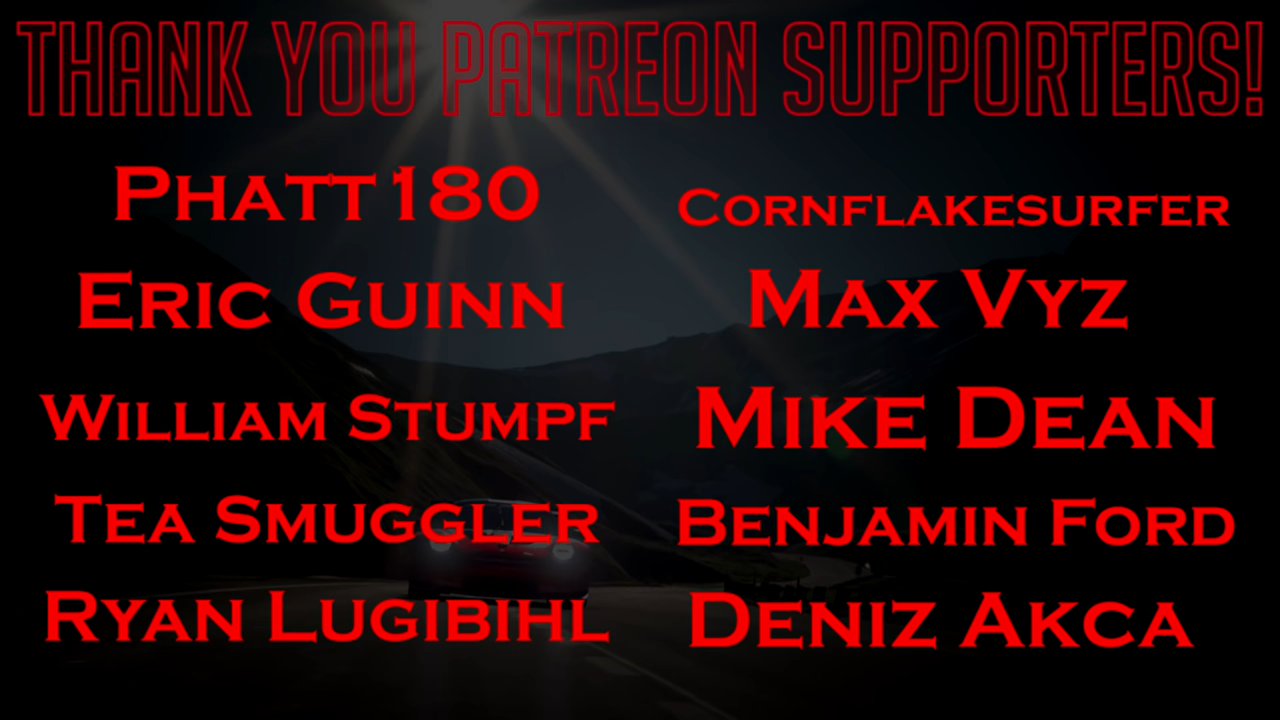 THANK YOU PATREON SUPPORTERS!
PHATT180
CORNFLAKESURFER
ERIC GUINN
MAX VYZ
WILLIAM STUMPF
MIKE DEAN
TEA SMUGGLER
BENJAMIN FORD
RYAN LUGIBIHL
DENIZ AKCA